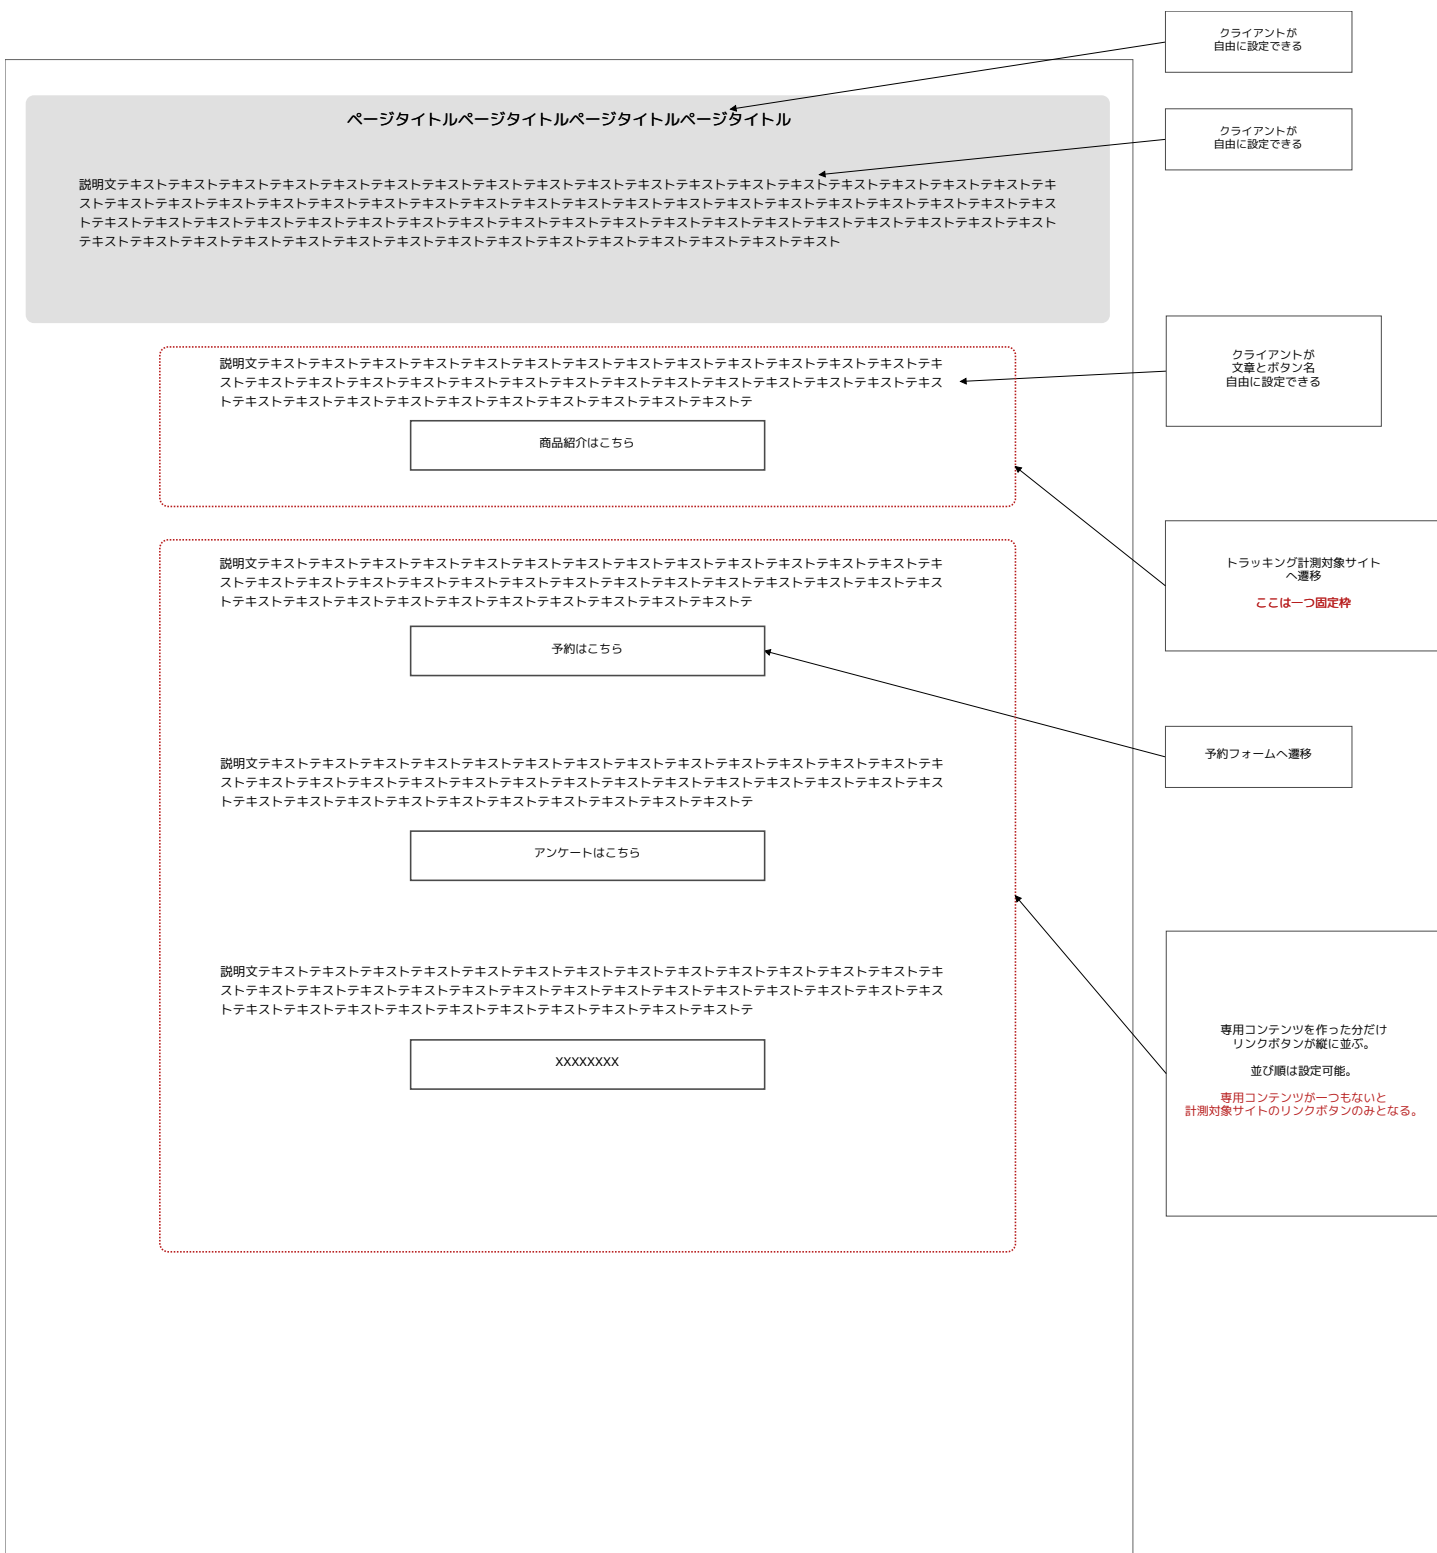 クライアントが
自由に設定できる
ページタイトルページタイトルページタイトルページタイトル
クライアントが
自由に設定できる
説明文テキストテキストテキストテキストテキストテキストテキストテキストテキストテキストテキストテキストテキストテキストテキストテキストテキストテキストテキ
ストテキストテキストテキストテキストテキストテキストテキストテキストテキストテキストテキストテキストテキストテキストテキストテキストテキストテキストテキス
トテキストテキストテキストテキストテキストテキストテキストテキストテキストテキストテキストテキストテキストテキストテキストテキストテキストテキストテキスト
テキストテキストテキストテキストテキストテキストテキストテキストテキストテキストテキストテキストテキストテキストテキスト
説明文テキストテキストテキストテキストテキストテキストテキストテキストテキストテキストテキストテキストテキストテキ
ストテキストテキストテキストテキストテキストテキストテキストテキストテキストテキストテキストテキストテキストテキス
トテキストテキストテキストテキストテキストテキストテキストテキストテキストテキストテ
クライアントが
文章とボタン名
自由に設定できる
商品紹介はこちら
トラッキング計測対象サイト
へ遷移
ここは一つ固定枠
説明文テキストテキストテキストテキストテキストテキストテキストテキストテキストテキストテキストテキストテキストテキ
ストテキストテキストテキストテキストテキストテキストテキストテキストテキストテキストテキストテキストテキストテキス
トテキストテキストテキストテキストテキストテキストテキストテキストテキストテキストテ
予約はこちら
予約フォームへ遷移
説明文テキストテキストテキストテキストテキストテキストテキストテキストテキストテキストテキストテキストテキストテキ
ストテキストテキストテキストテキストテキストテキストテキストテキストテキストテキストテキストテキストテキストテキス
トテキストテキストテキストテキストテキストテキストテキストテキストテキストテキストテ
アンケートはこちら
説明文テキストテキストテキストテキストテキストテキストテキストテキストテキストテキストテキストテキストテキストテキ
ストテキストテキストテキストテキストテキストテキストテキストテキストテキストテキストテキストテキストテキストテキス
トテキストテキストテキストテキストテキストテキストテキストテキストテキストテキストテ
XXXXXXXX
専用コンテンツを作った分だけ
リンクボタンが縦に並ぶ。
並び順は設定可能。
専用コンテンツが一つもないと
計測対象サイトのリンクボタンのみとなる。